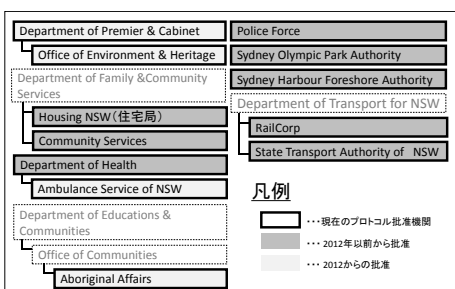 Department of Premier & Cabinet
Office of Environment & Heritage
Department of Family &Community
Services
Housing NSW（住宅局）
Community Services
Department of Health
Ambulance Service of NSW
Department of Educations &
Communities
Office of Communities
Aboriginal Affairs
Police Force
Sydney Olympic Park Authority
Sydney Harbour Foreshore Authority
Department of Transport for NSW
RailCorp
State Transport Authority of NSW
凡例
・・・現在のプロトコル批准機関
・・・2012年以前から批准
・・・2012からの批准